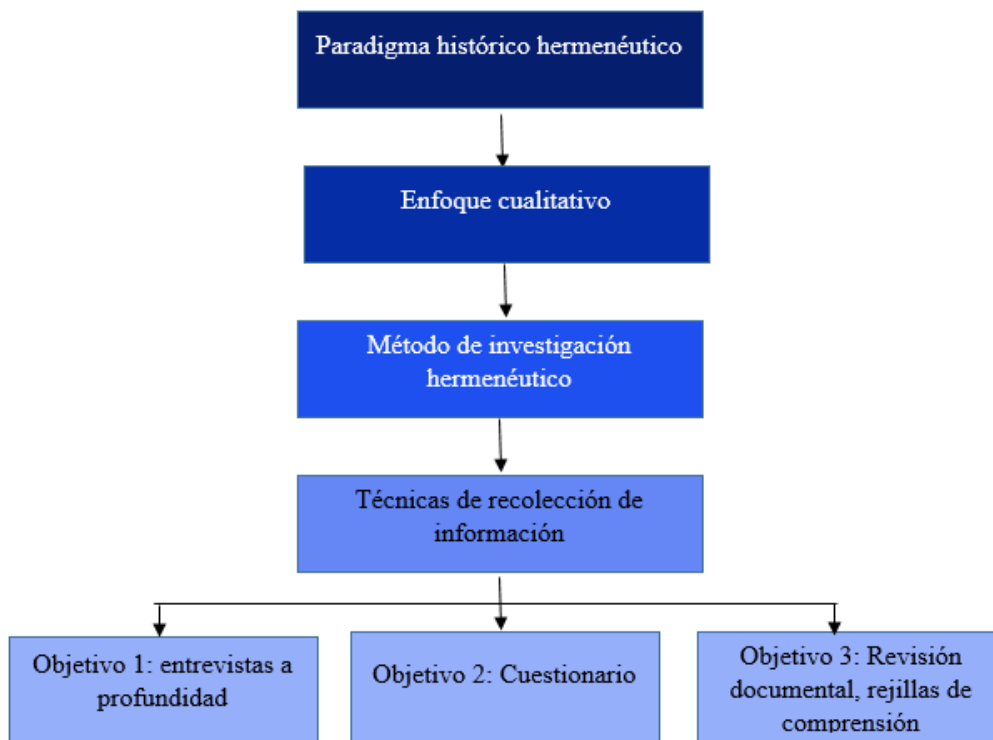 Paradigma histórico hermenéutico
Enfoque cualitativo
Método de investigación
hermenéutico
Técnicas de recolección de
información
Objetivo 1: entrevistas a
profundidad
Objetivo 2: Cuestionario
Objetivo 3: Revisión
documental, rejillas de
comprensión